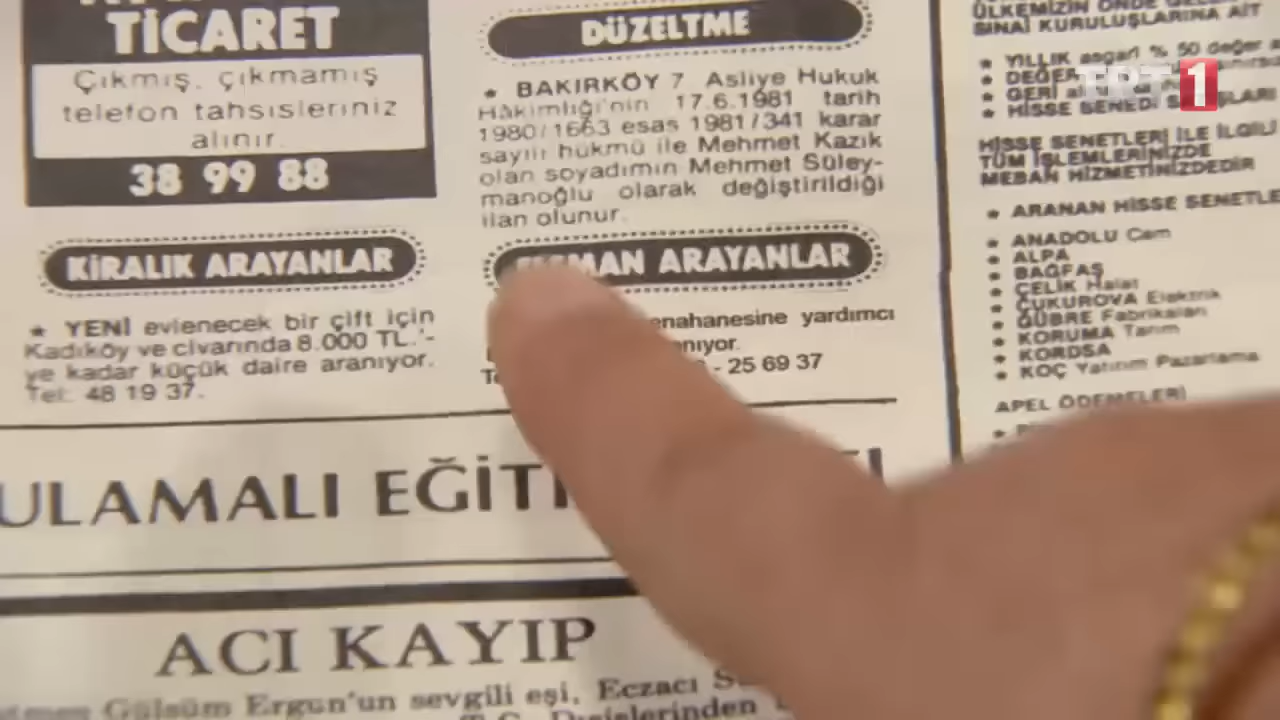 TİCARET
Çıkmış, çıkmamış
telefon tahsisleriniz
alınır.
38 99 88
KİRALIK ARAYANLAR
★ YENİ evlenecek bir çift için
Kadıköy ve civarında 8.000 TL.'-
ye kadar küçük daire aranıyor.
Tel: 48 19 37.
DÜZELTME
★ BAKIRKÖY 7. Asliye Hukuk
Hâkimliği'nin 17.6.1981 tarih
1980/1663 esas 1981/341 karar
sayılı hükmü ile Mehmet Kazık
olan soyadımın Mehmet Süley-
manoğlu olarak değiştirildiği
ilan olunur.
ARAYANLAR
yardımcı
- 25 69 37
ÜLKEMİZİN ÖNDE
SINAİ KURULUŞLARINA AİT
★ YILLIK asgari % 50 değer
★ DEĞER
★ GERİ
★ HİSSE SENEDİ
HİSSE SENETLERİ İLE İLGİLİ
TÜM İŞLEMLERİNİZDE
MEBAN HİZMETİNİZDEDİR
★ ARANAN HİSSE
★ ANADOLU Cam
★ ALPA
★ BAĞFAŞ
★ ÇELİK Halat
★ ÇUKUROVA Elektrik
★ GÜBRE Fabrikaları
★ KORUMA Tarım
★ KORDSA
★ KOÇ Yatırım Pazarlama
APEL ÖDEMELERİ
TRT 1
ULAMALI
ACI KAYIP
Gülsüm Ergun'un sevgili eşi, Eczacı
T.C. Dışişlerinden